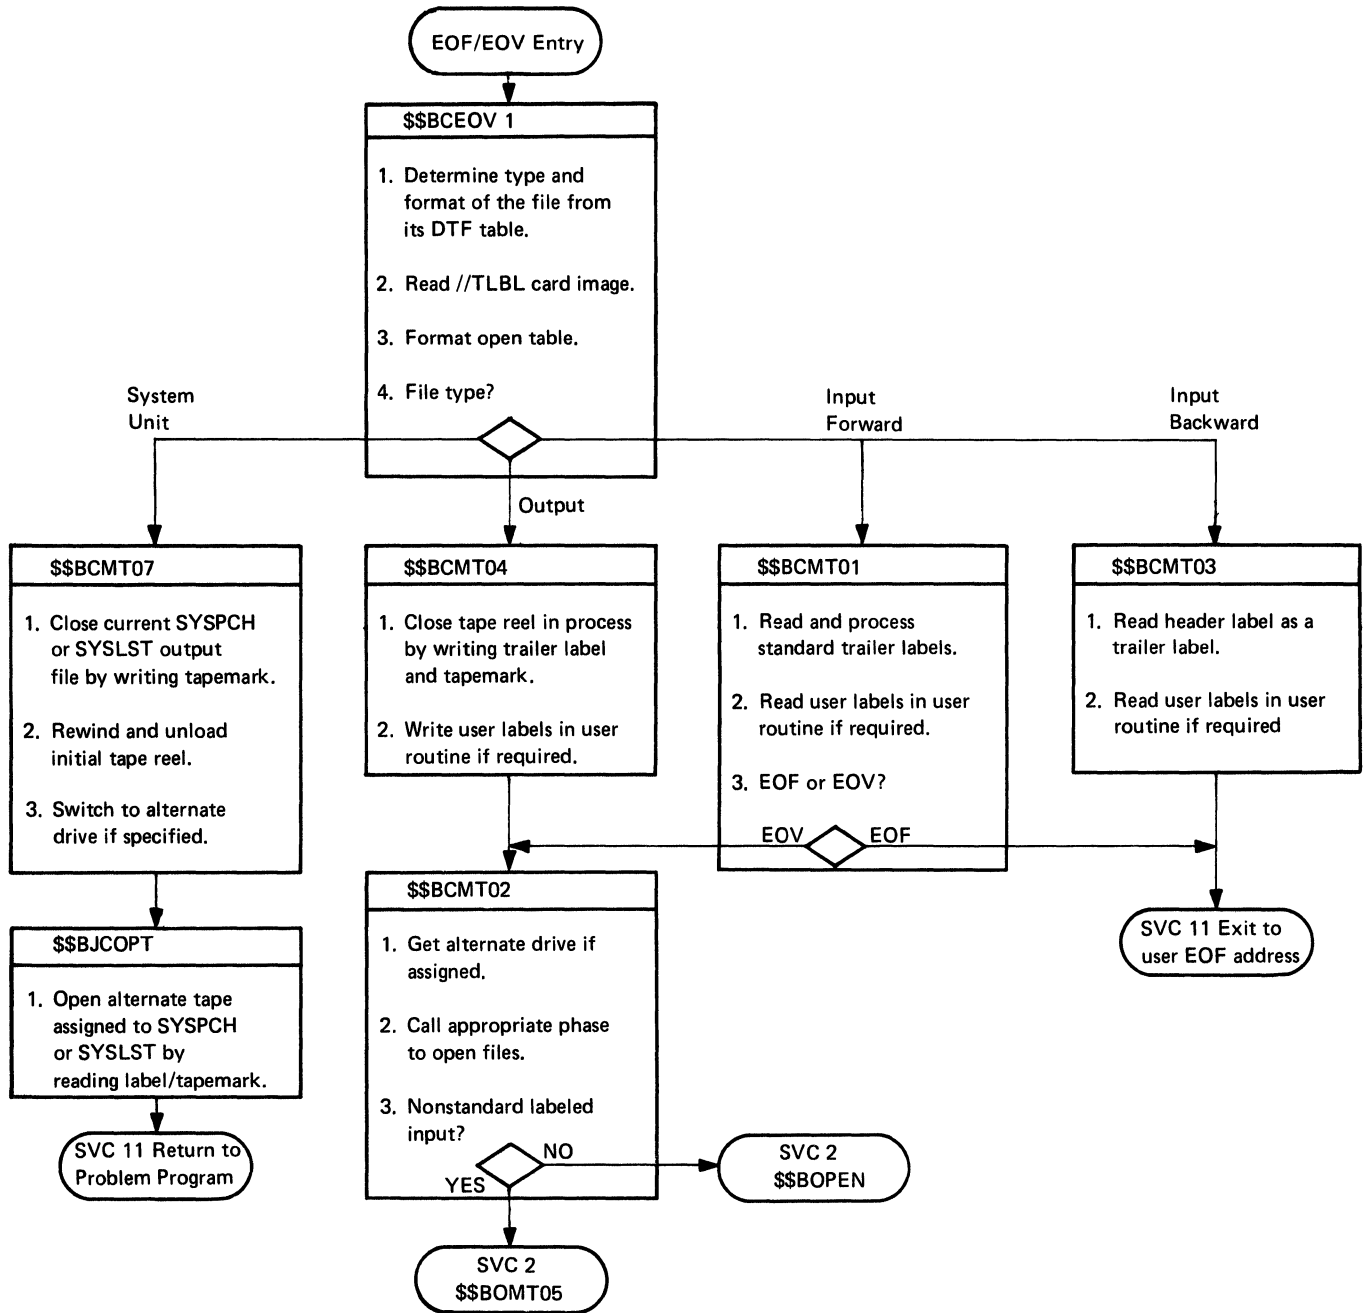 EOF/EOV Entry
$$BCEOV 1
1. Determine type and
format of the file from
its DTF table.
2. Read //TLBL card image.
3. Format open table.
4. File type?
System
Unit
Output
Input
Forward
Input
Backward
$$BCMT07
1. Close current SYSPCH
or SYSLST output
file by writing tapemark.
2. Rewind and unload
initial tape reel.
3. Switch to alternate
drive if specified.
$$BJCOPT
1. Open alternate tape
assigned to SYSPCH
or SYSLST by
reading label/tapemark.
SVC 11 Return to
Problem Program
$$BCMT04
1. Close tape reel in process
by writing trailer label
and tapemark.
2. Write user labels in user
routine if required.
$$BCMT01
1. Read and process
standard trailer labels.
2. Read user labels in user
routine if required.
3. EOF or EOV?
EOV
EOF
$$BCMT03
1. Read header label as a
trailer label.
2. Read user labels in user
routine if required
SVC 11 Exit to
user EOF address
$$BCMT02
1. Get alternate drive if
assigned.
2. Call appropriate phase
to open files.
3. Nonstandard labeled
input?
NO
YES
SVC 2
$$BOPEN
SVC 2
$$BOMT05